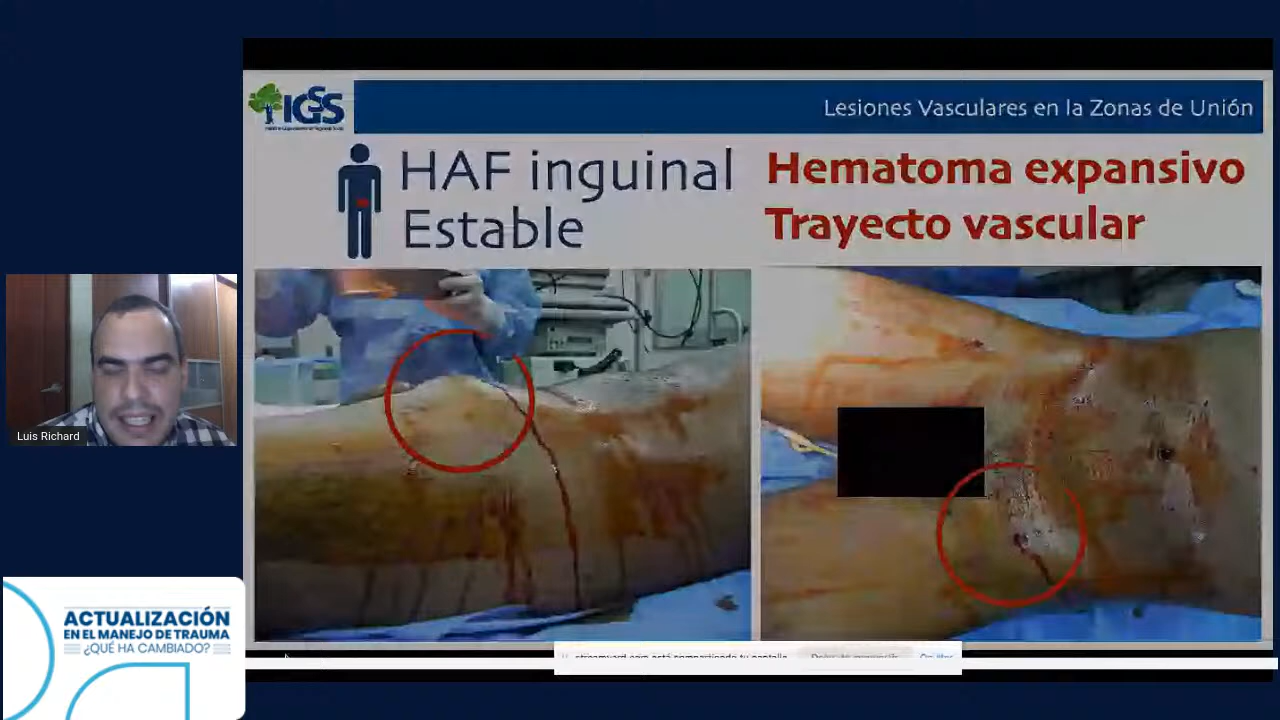 IGSS
Lesiones Vasculares en la Zonas de Unión
HAF inguinal
Estable
Hematoma expansivo
Trayecto vascular
Luis Richard
ACTUALIZACIÓN
EN EL MANEJO DE TRAUMA
¿QUÉ HA CAMBIADO?